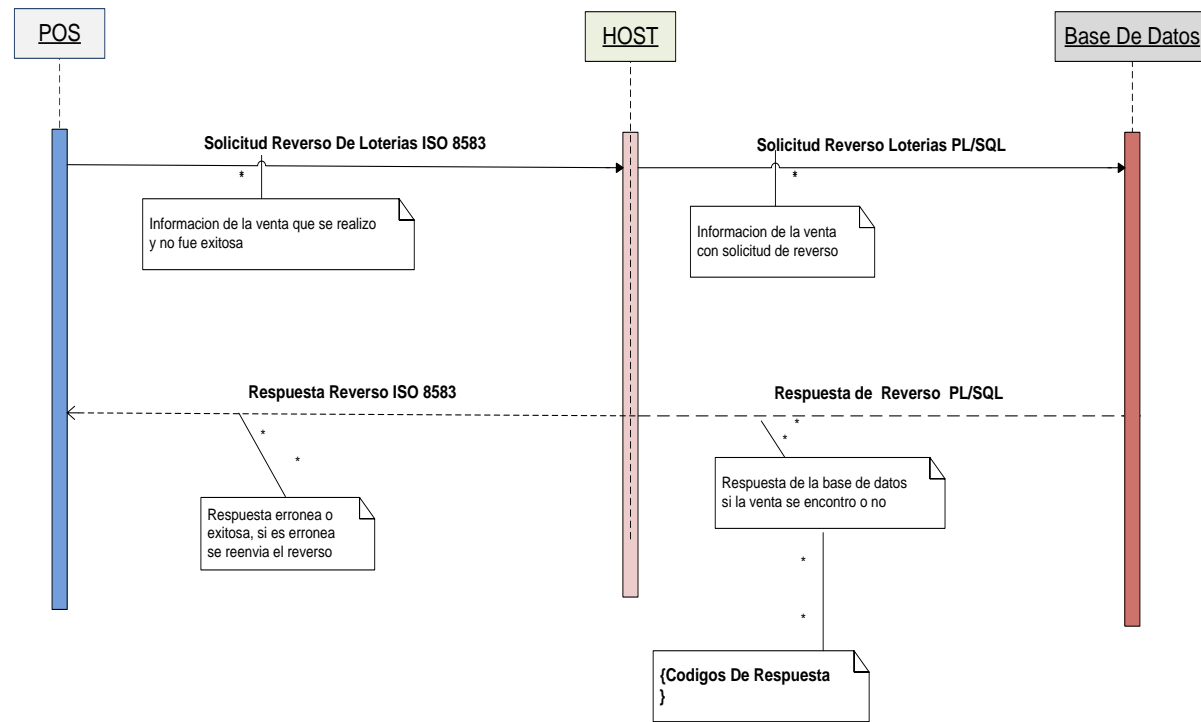 POS
HOST
Base De Datos
Solicitud Reverso De Loterias ISO 8583
Solicitud Reverso Loterias PL/SQL
*
*
Informacion de la venta que se realizo
y no fue exitosa
Informacion de la venta
con solicitud de reverso
Respuesta Reverso ISO 8583
Respuesta de Reverso PL/SQL
*
*
*
*
Respuesta de la base de datos
si la venta se encontro o no
Respuesta erronea o
exitosa, si es erronea
se reenvia el reverso
*
*
{Codigos De Respuesta
}